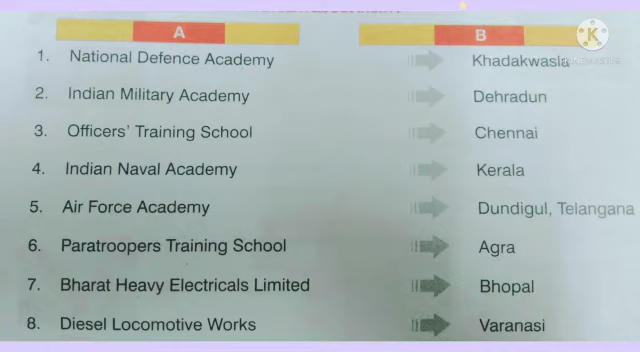 A B
1. National Defence Academy Khadakwasla
2. Indian Military Academy Dehradun
3. Officers' Training School Chennai
4. Indian Naval Academy Kerala
5. Air Force Academy Dundigul, Telangana
6. Paratroopers Training School Agra
7. Bharat Heavy Electricals Limited Bhopal
8. Diesel Locomotive Works Varanasi
K